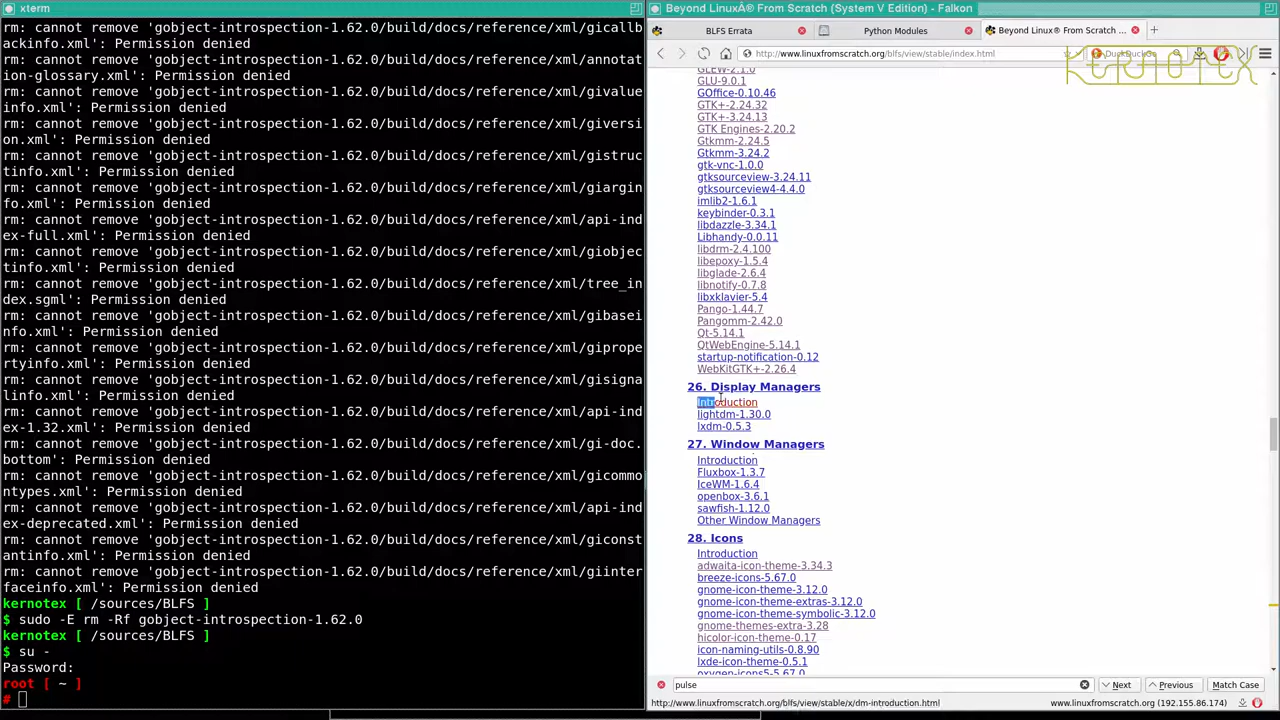 xterm
rm: cannot remove 'gobject-introspection-1.62.0/build/docs/reference/xml/gicallb
ackinfo.xml': Permission denied
rm: cannot remove 'gobject-introspection-1.62.0/build/docs/reference/xml/annotat
ion-glossary.xml': Permission denied
rm: cannot remove 'gobject-introspection-1.62.0/build/docs/reference/xml/givalue
info.xml': Permission denied
rm: cannot remove 'gobject-introspection-1.62.0/build/docs/reference/xml/giversi
on.xml': Permission denied
rm: cannot remove 'gobject-introspection-1.62.0/build/docs/reference/xml/gistruc
tinfo.xml': Permission denied
rm: cannot remove 'gobject-introspection-1.62.0/build/docs/reference/xml/giargin
fo.xml': Permission denied
rm: cannot remove 'gobject-introspection-1.62.0/build/docs/reference/xml/api-ind
ex-full.xml': Permission denied
rm: cannot remove 'gobject-introspection-1.62.0/build/docs/reference/xml/giobjec
tinfo.xml': Permission denied
rm: cannot remove 'gobject-introspection-1.62.0/build/docs/reference/xml/tree_in
dex.sgml': Permission denied
rm: cannot remove 'gobject-introspection-1.62.0/build/docs/reference/xml/gibasei
nfo.xml': Permission denied
rm: cannot remove 'gobject-introspection-1.62.0/build/docs/reference/xml/giprope
rtyinfo.xml': Permission denied
rm: cannot remove 'gobject-introspection-1.62.0/build/docs/reference/xml/gisigna
linfo.xml': Permission denied
rm: cannot remove 'gobject-introspection-1.62.0/build/docs/reference/xml/api-ind
ex-1.32.xml': Permission denied
rm: cannot remove 'gobject-introspection-1.62.0/build/docs/reference/xml/gi-doc.
bottom': Permission denied
rm: cannot remove 'gobject-introspection-1.62.0/build/docs/reference/xml/gicommo
ntypes.xml': Permission denied
rm: cannot remove 'gobject-introspection-1.62.0/build/docs/reference/xml/api-ind
ex-deprecated.xml': Permission denied
rm: cannot remove 'gobject-introspection-1.62.0/build/docs/reference/xml/giconst
antinfo.xml': Permission denied
rm: cannot remove 'gobject-introspection-1.62.0/build/docs/reference/xml/giinter
faceinfo.xml': Permission denied
kernotex [ /sources/BLFS ]
$ sudo -E rm -Rf gobject-introspection-1.62.0
kernotex [ /sources/BLFS ]
$ su -
Password:
root [ ~ ]
#
Beyond LinuxÂ® From Scratch (System V Edition) - Falkon
BLFS Errata
Python Modules
Beyond Linux® From Scratch ...
http://www.linuxfromscratch.org/blfs/view/stable/index.html
DuckDuckGo
KERNOTEX
GLEW-2.1.0
GLU-9.0.1
GOffice-0.10.46
GTK+-2.24.32
GTK+-3.24.13
GTK Engines-2.20.2
Gtkmm-2.24.5
Gtkmm-3.24.2
gtk-vnc-1.0.0
gtksourceview-3.24.11
gtksourceview4-4.4.0
imlib2-1.6.1
keybinder-0.3.1
libdazzle-3.34.1
Libhandy-0.0.11
libdrm-2.4.100
libepoxy-1.5.4
libglade-2.6.4
libnotify-0.7.8
libxklavier-5.4
Pango-1.44.7
Pangomm-2.42.0
Qt-5.14.1
QtWebEngine-5.14.1
startup-notification-0.12
WebKitGTK+-2.26.4
26. Display Managers
Introduction
lightdm-1.30.0
lxdm-0.5.3
27. Window Managers
Introduction
Fluxbox-1.3.7
IceWM-1.6.4
openbox-3.6.1
sawfish-1.12.0
Other Window Managers
28. Icons
Introduction
adwaita-icon-theme-3.34.3
breeze-icons-5.67.0
gnome-icon-theme-3.12.0
gnome-icon-theme-extras-3.12.0
gnome-icon-theme-symbolic-3.12.0
gnome-themes-extra-3.28
hicolor-icon-theme-0.17
icon-naming-utils-0.8.90
lxde-icon-theme-0.5.1
oxygen-icons5-5.67.0
pulse
Next
Previous
Match Case
http://www.linuxfromscratch.org/blfs/view/stable/x/dm-introduction.html
www.linuxfromscratch.org (192.155.86.174)